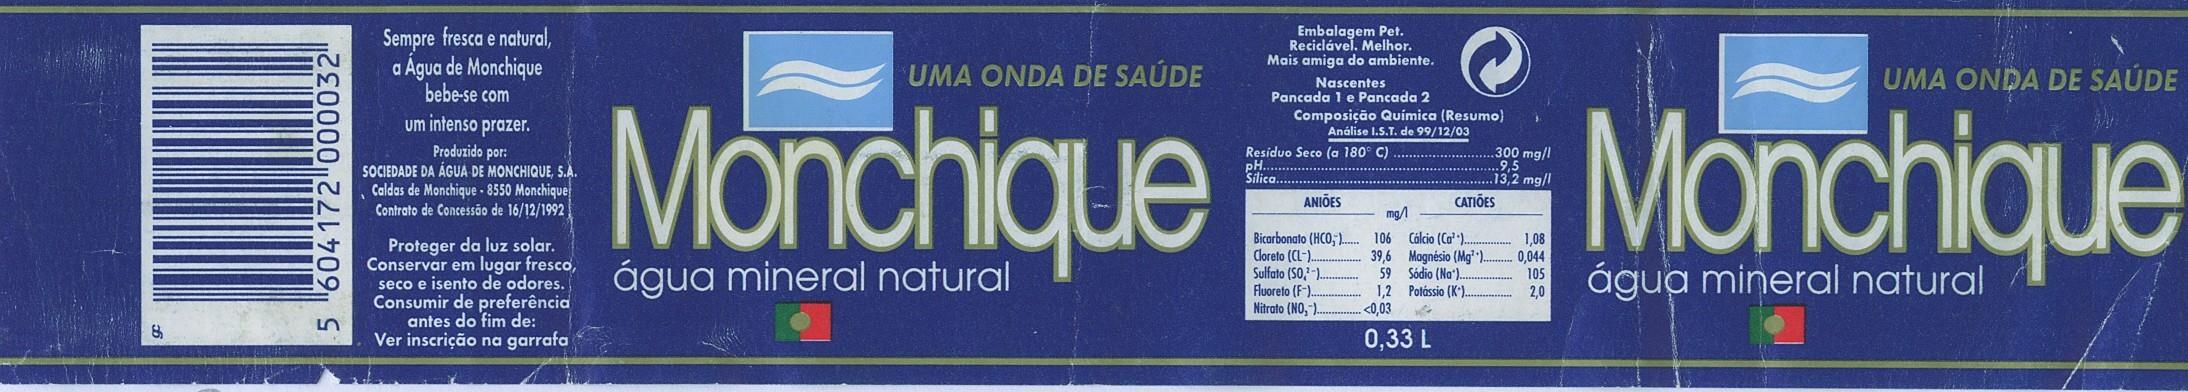 5 604172 000032
Sempre fresca e natural,
a Água de Monchique
bebe-se com
um intenso prazer.
Produzido por:
SOCIEDADE DA ÁGUA DE MONCHIQUE, S.A.
Caldas de Monchique - 8550 Monchique
Contrato de Concessão de 16/12/1992
Proteger da luz solar.
Conservar em lugar fresco,
seco e isento de odores.
Consumir de preferência
antes do fim de:
Ver inscrição na garrafa
UMA ONDA DE SAÚDE
Monchique
água mineral natural
Embalagem Pet.
Reciclável. Melhor.
Mais amiga do ambiente.
Nascentes
Pancada 1 e Pancada 2
Composição Química (Resumo)
Análise I.S.T. de 99/12/03
Resíduo Seco (a 180° C) ........................300 mg/l
pH...............................................................9,5
Sílica.....................................................13,2 mg/l
ANIÕES mg/l CATIÕES
Bicarbonato (HCO₃⁻)...... 106 Cálcio (Ca²⁺)................ 1,08
Cloreto (CL⁻)................. 39,6 Magnésio (Mg²⁺).......... 0,044
Sulfato (SO₄²⁻)................ 59 Sódio (Na⁺)................ 105
Fluoreto (F⁻)................ 1,2 Potássio (K⁺)................ 2,0
Nitrato (NO₃⁻)............... <0,03
0,33 L
UMA ONDA DE SAÚDE
Monchique
água mineral natural